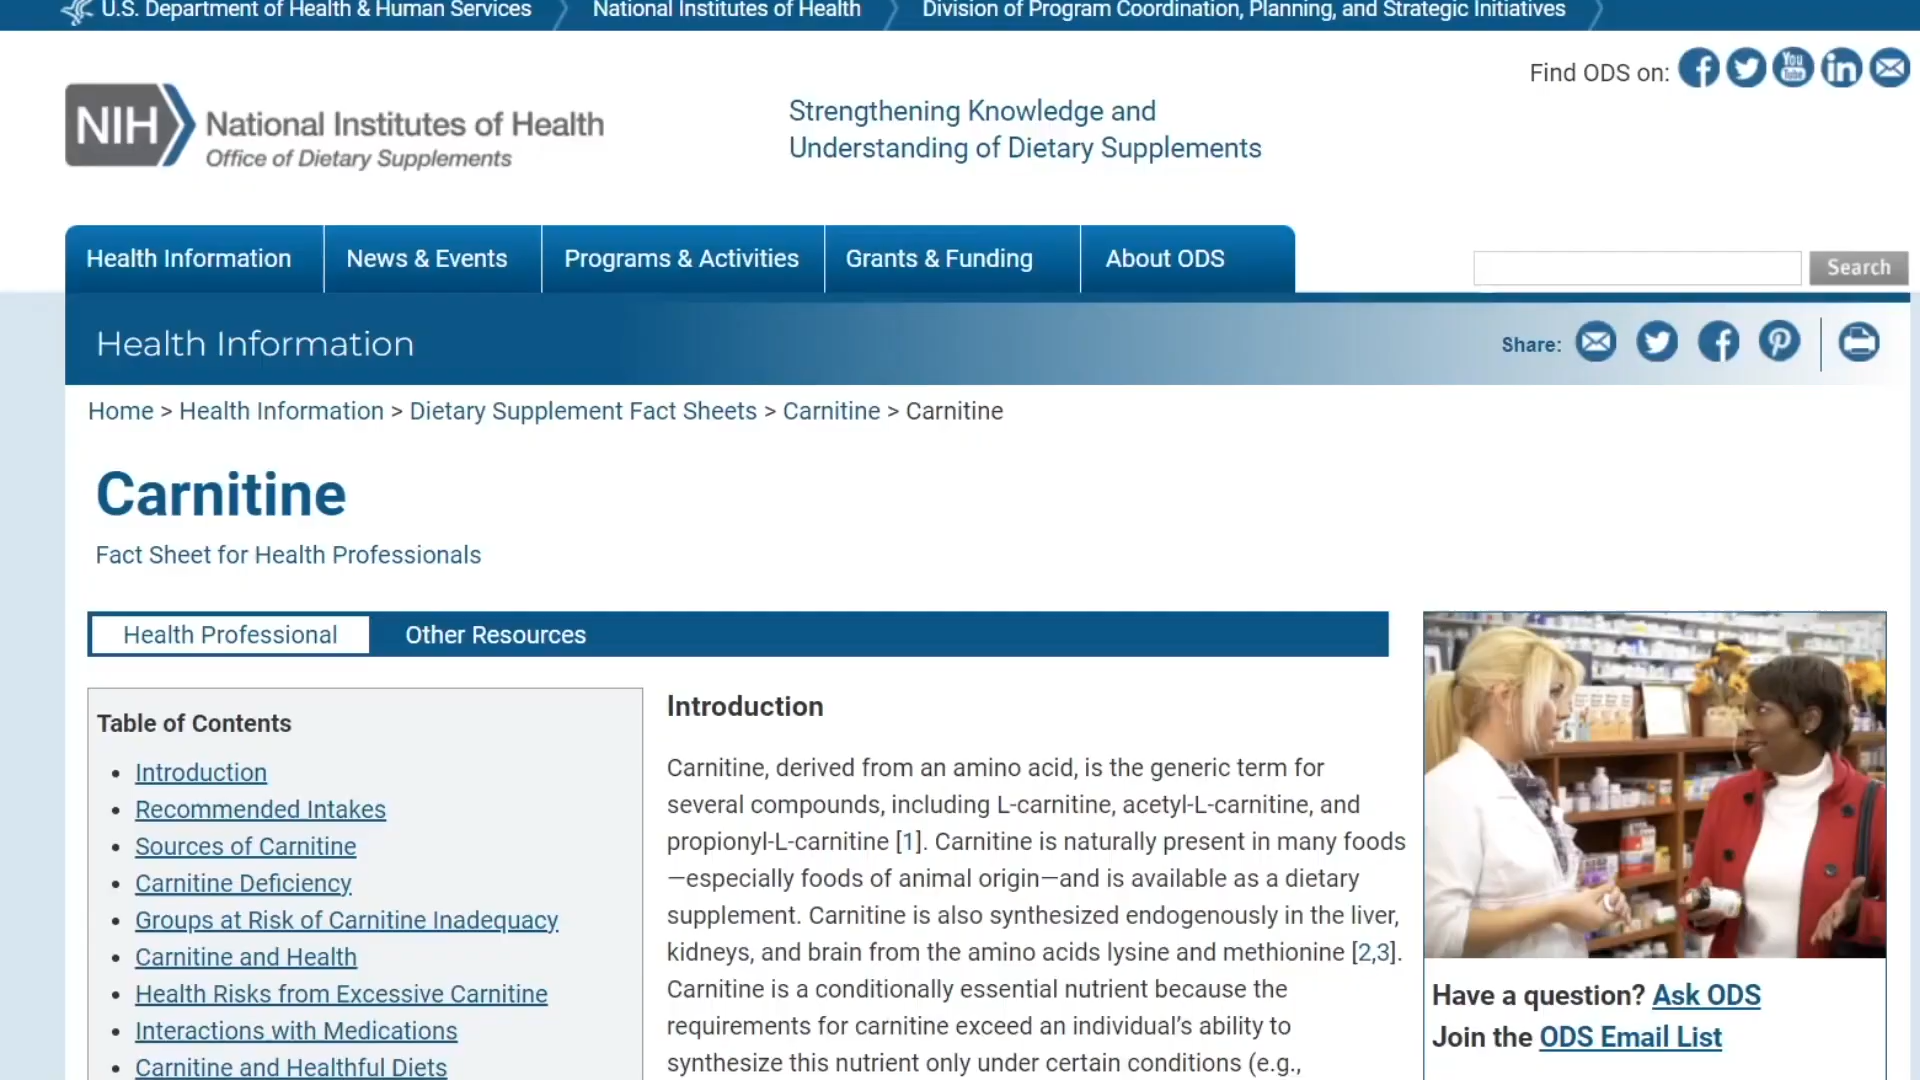 U.S. Department of Health & Human Services
National Institutes of Health
Division of Program Coordination, Planning, and Strategic Initiatives
Find ODS on:
You
Tube
in
NIH
National Institutes of Health
Office of Dietary Supplements
Strengthening Knowledge and
Understanding of Dietary Supplements
Health Information
News & Events
Programs & Activities
Grants & Funding
About ODS
Search
Health Information
Share:
Home > Health Information > Dietary Supplement Fact Sheets > Carnitine > Carnitine
Carnitine
Fact Sheet for Health Professionals
Health Professional
Other Resources
Table of Contents
• Introduction
• Recommended Intakes
• Sources of Carnitine
• Carnitine Deficiency
• Groups at Risk of Carnitine Inadequacy
• Carnitine and Health
• Health Risks from Excessive Carnitine
• Interactions with Medications
• Carnitine and Healthful Diets
Introduction
Carnitine, derived from an amino acid, is the generic term for
several compounds, including L-carnitine, acetyl-L-carnitine, and
propionyl-L-carnitine [1]. Carnitine is naturally present in many foods
—especially foods of animal origin—and is available as a dietary
supplement. Carnitine is also synthesized endogenously in the liver,
kidneys, and brain from the amino acids lysine and methionine [2,3].
Carnitine is a conditionally essential nutrient because the
requirements for carnitine exceed an individual's ability to
synthesize this nutrient only under certain conditions (e.g.,
Have a question? Ask ODS
Join the ODS Email List